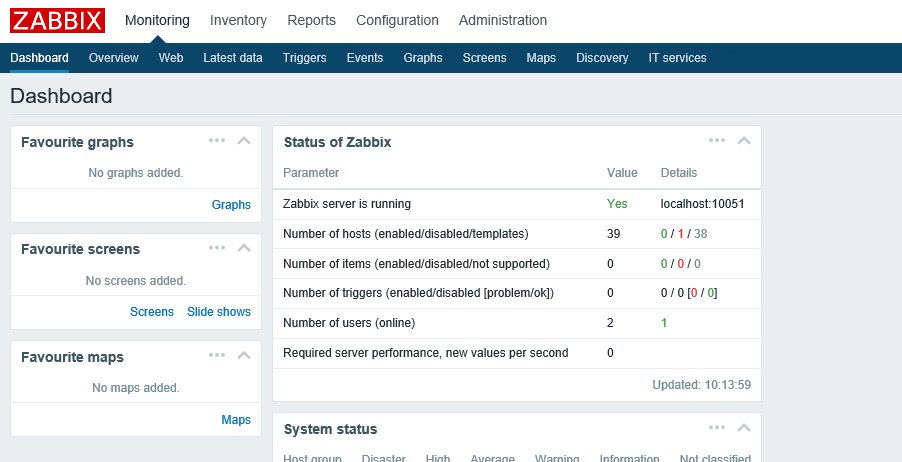 ZABBIX Monitoring Inventory Reports Configuration Administration
Dashboard Overview Web Latest data Triggers Events Graphs Screens Maps Discovery IT services
Dashboard
Favourite graphs
No graphs added.
Graphs
Favourite screens
No screens added.
Screens Slide shows
Favourite maps
No maps added.
Maps
Status of Zabbix
Parameter Value Details
Zabbix server is running Yes localhost:10051
Number of hosts (enabled/disabled/templates) 39 0 / 1 / 38
Number of items (enabled/disabled/not supported) 0 0 / 0 / 0
Number of triggers (enabled/disabled [problem/ok]) 0 0 / 0 [0 / 0]
Number of users (online) 2 1
Required server performance, new values per second 0
Updated: 10:13:59
System status
Host group Disaster High Average Warning Information Not classified